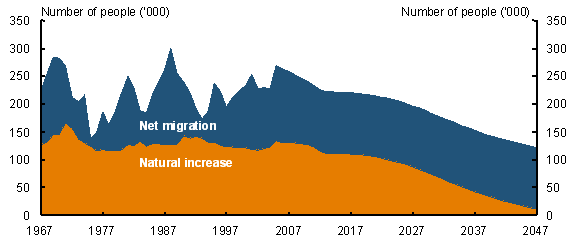 Number of people ('000) Number of people ('000)
350 350
300 300
250 250
200 200
150 150
Net migration
100 100
Natural increase
50 50
0 0
1967 1977 1987 1997 2007 2017 2027 2037 2047